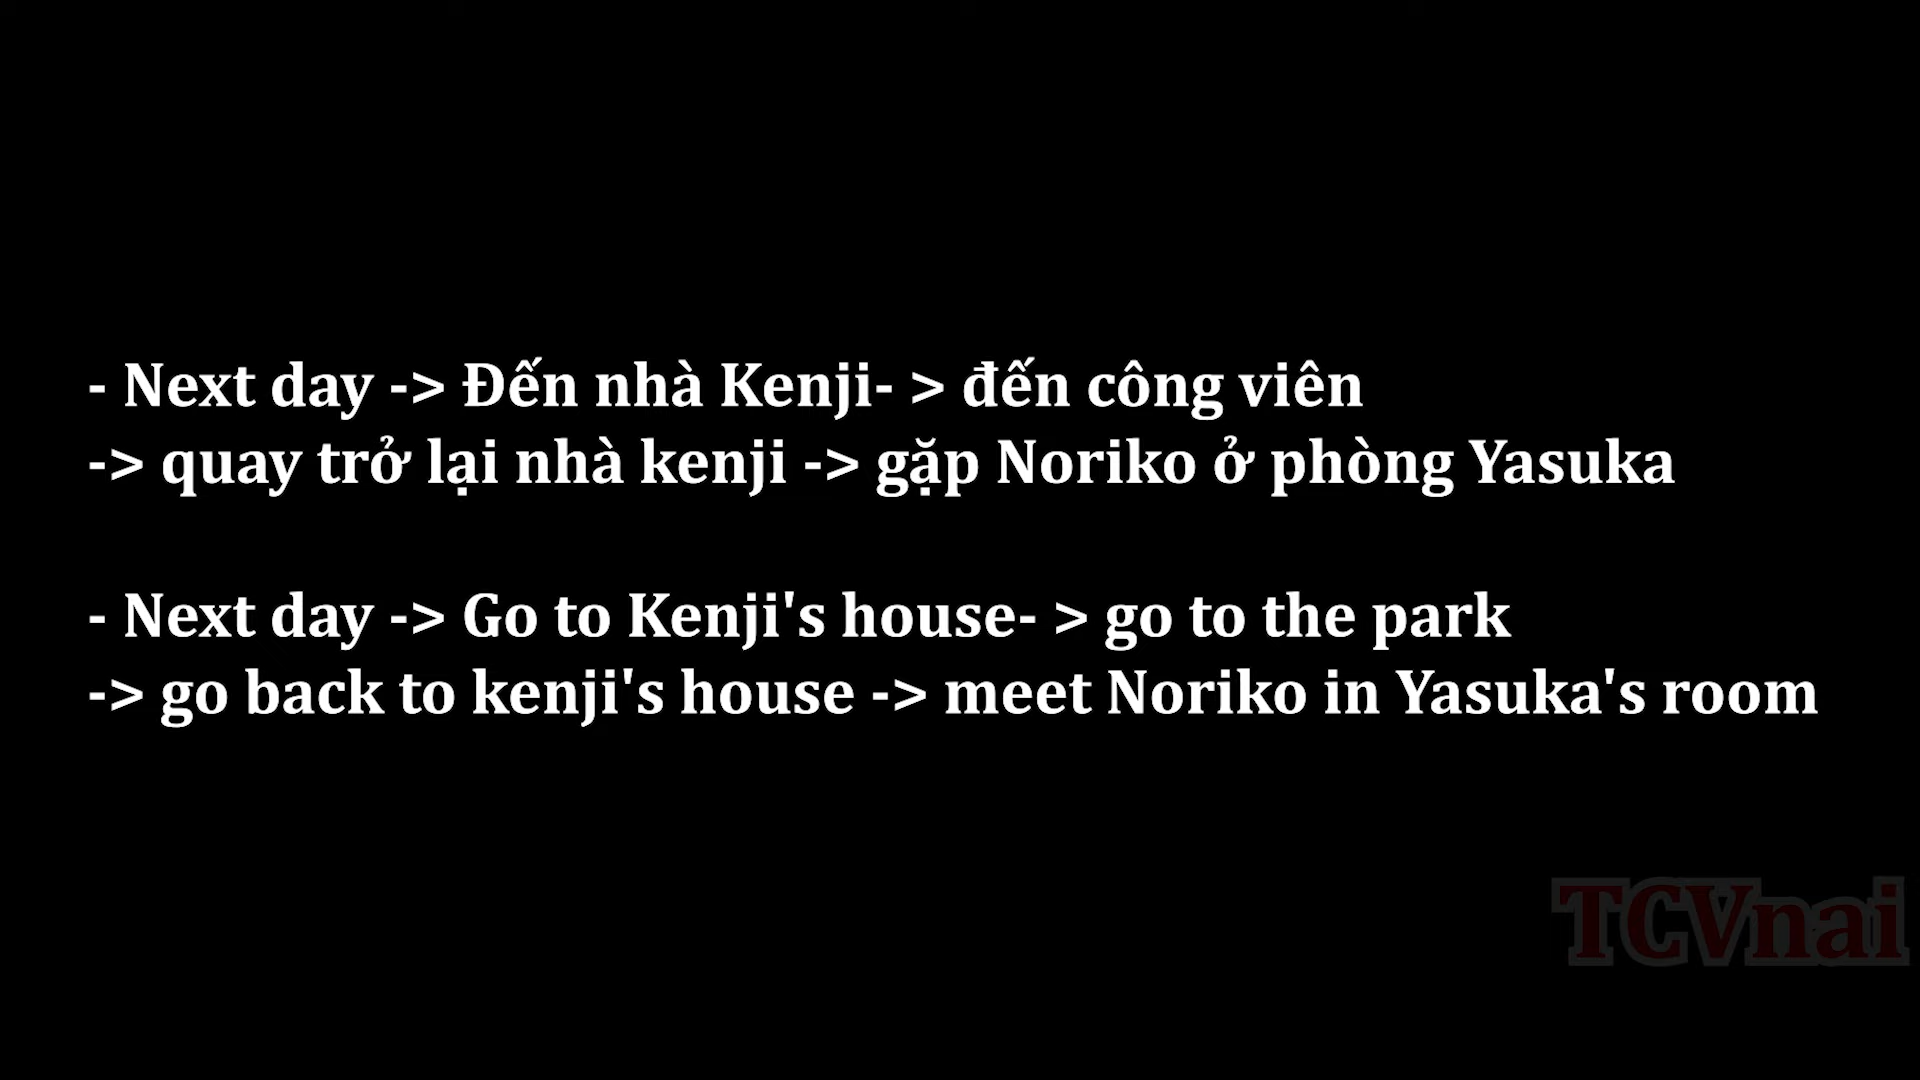 - Next day -> Đến nhà Kenji- > đến công viên
-> quay trở lại nhà kenji -> gặp Noriko ở phòng Yasuka
- Next day -> Go to Kenji's house- > go to the park
-> go back to kenji's house -> meet Noriko in Yasuka's room
TCVnai